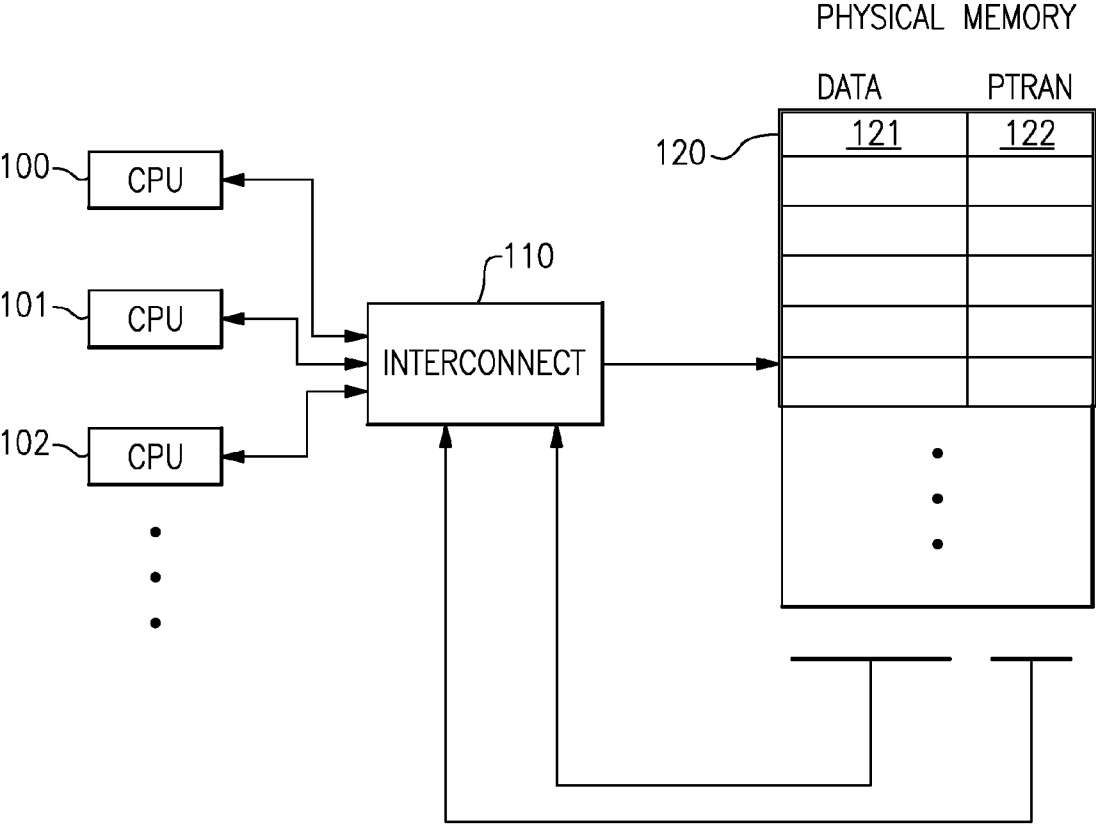 PHYSICAL MEMORY
DATA PTRAN
120 121 122
100 CPU
110
101 CPU
INTERCONNECT
102 CPU